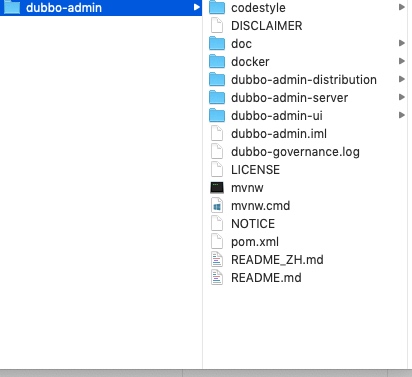 dubbo-admin
codestyle
DISCLAIMER
doc
docker
dubbo-admin-distribution
dubbo-admin-server
dubbo-admin-ui
dubbo-admin.iml
dubbo-governance.log
LICENSE
mvnw
mvnw.cmd
NOTICE
pom.xml
README_ZH.md
README.md